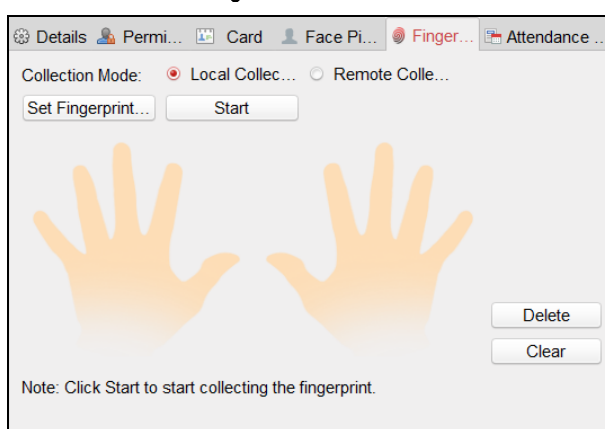 Details Permi... Card Face Pi... Finger... Attendance ...
Collection Mode: Local Collec... Remote Colle...
Set Fingerprint... Start
Delete
Clear
Note: Click Start to start collecting the fingerprint.